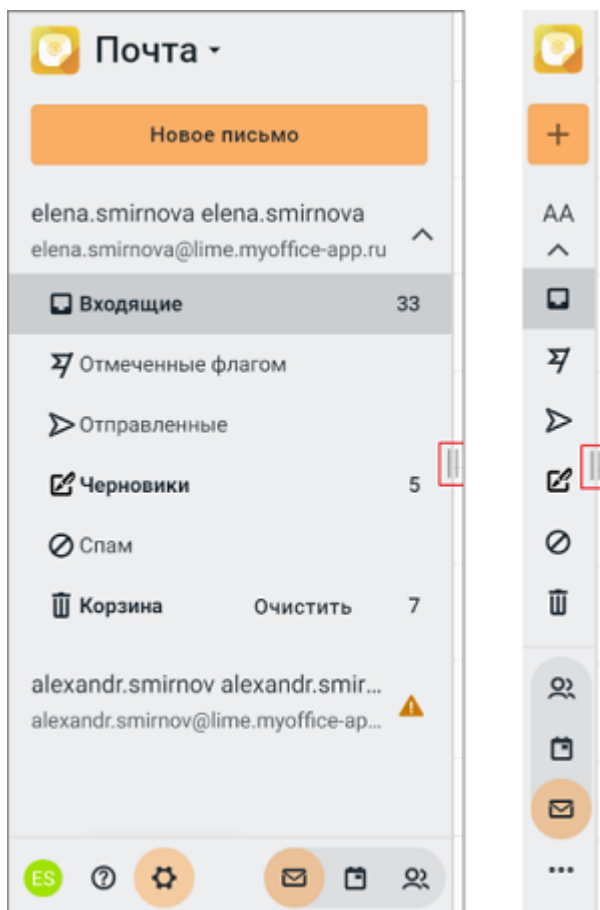 Почта
Новое письмо
elena.smirnova elena.smirnova
elena.smirnova@lime.myoffice-app.ru
Входящие 33
Отмеченные флагом
Отправленные
Черновики 5
Спам
Корзина Очистить 7
alexandr.smirnov alexandr.smir...
alexandr.smirnov@lime.myoffice-ap...
ES
AA